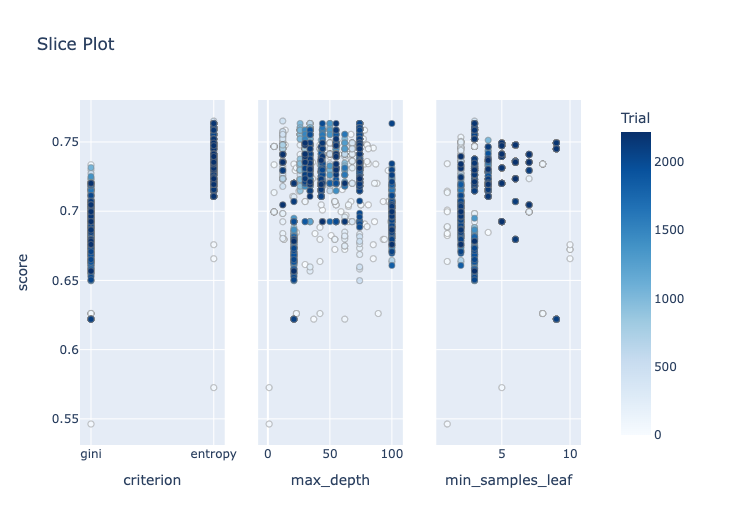 Slice Plot
Trial
score
0.75
0.7
0.65
0.6
0.55
gini
entropy
0
50
100
5
10
criterion
max_depth
min_samples_leaf
2000
1500
1000
500
0